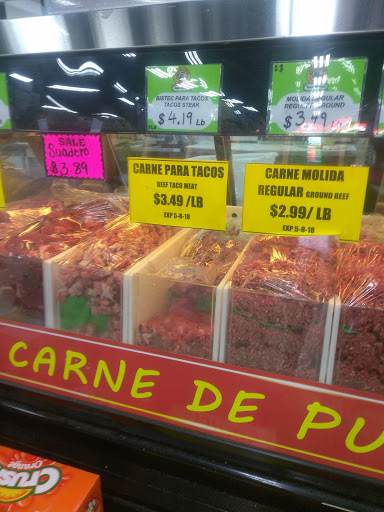 BISTEC PARA TACOS
TACOS STEAK
$4.19 Lb
MOLIDA REGULAR
REGULAR GROUND
$3.49 Lb
SALE
Suadero
$3.89
CARNE PARA TACOS
BEEF TACO MEAT
$3.49/LB
EXP 5-8-18
CARNE MOLIDA
REGULAR GROUND BEEF
$2.99/LB
EXP 5-8-18
CARNE DE PU
Crush
Orange